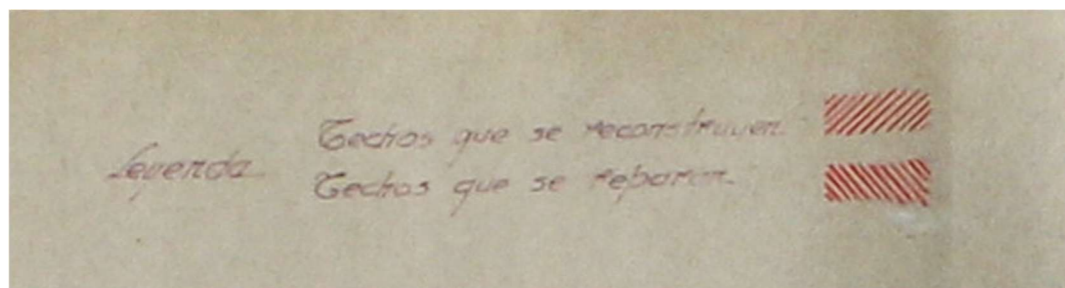 Leyenda
Techos que se reconstruyen.
Techos que se reparan.